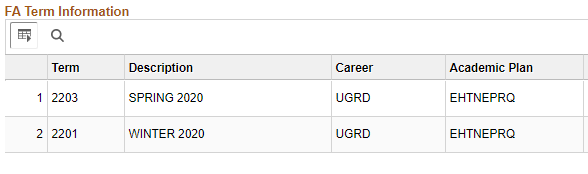 FA Term Information
Term Description Career Academic Plan
1 2203 SPRING 2020 UGRD EHTNEPRQ
2 2201 WINTER 2020 UGRD EHTNEPRQ